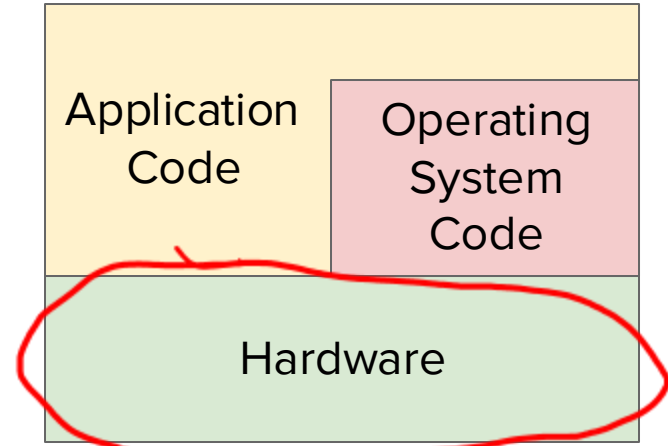 Application
Code
Operating
System
Code
Hardware